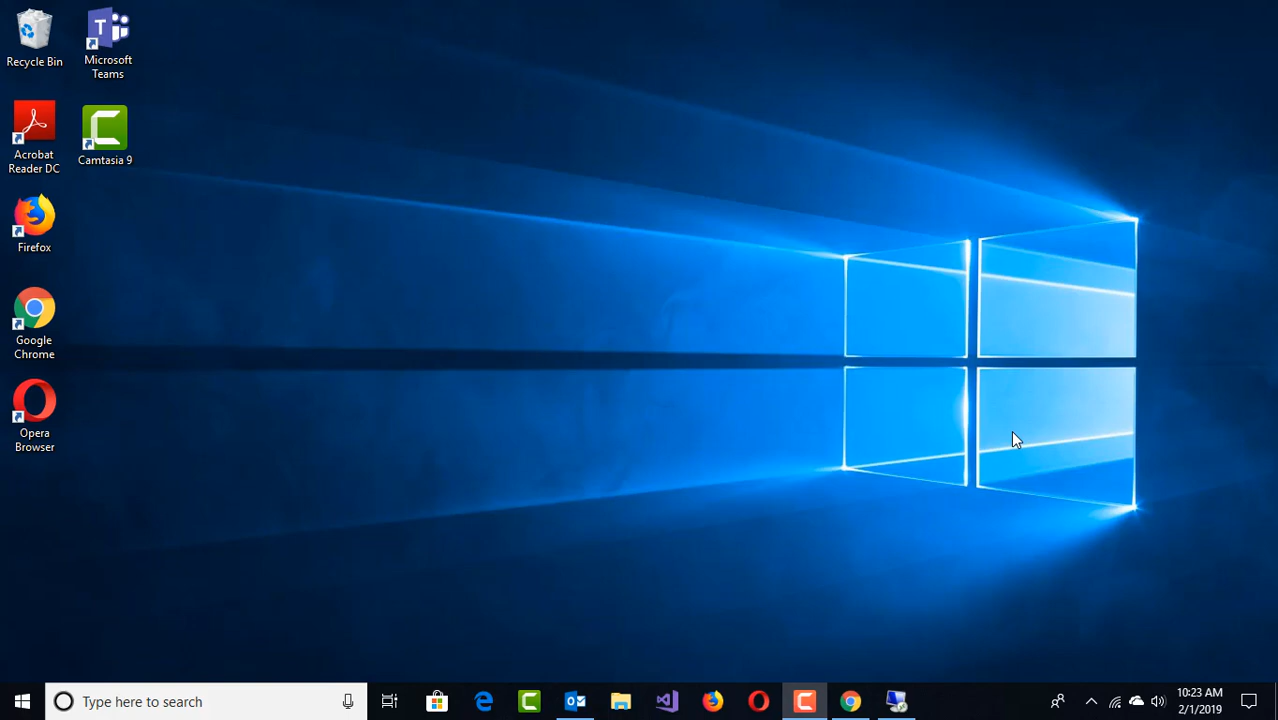 Recycle Bin
Microsoft
Teams
Acrobat
Reader DC
Camtasia 9
Firefox
Google
Chrome
Opera
Browser
Type here to search
10:23 AM
2/1/2019